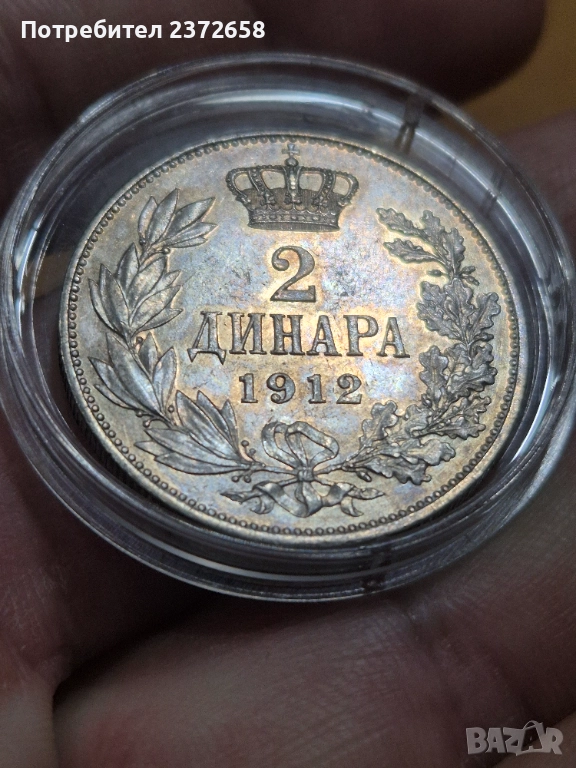 Потребител 2372658
2
ДИНАРА
1912
BAZAR